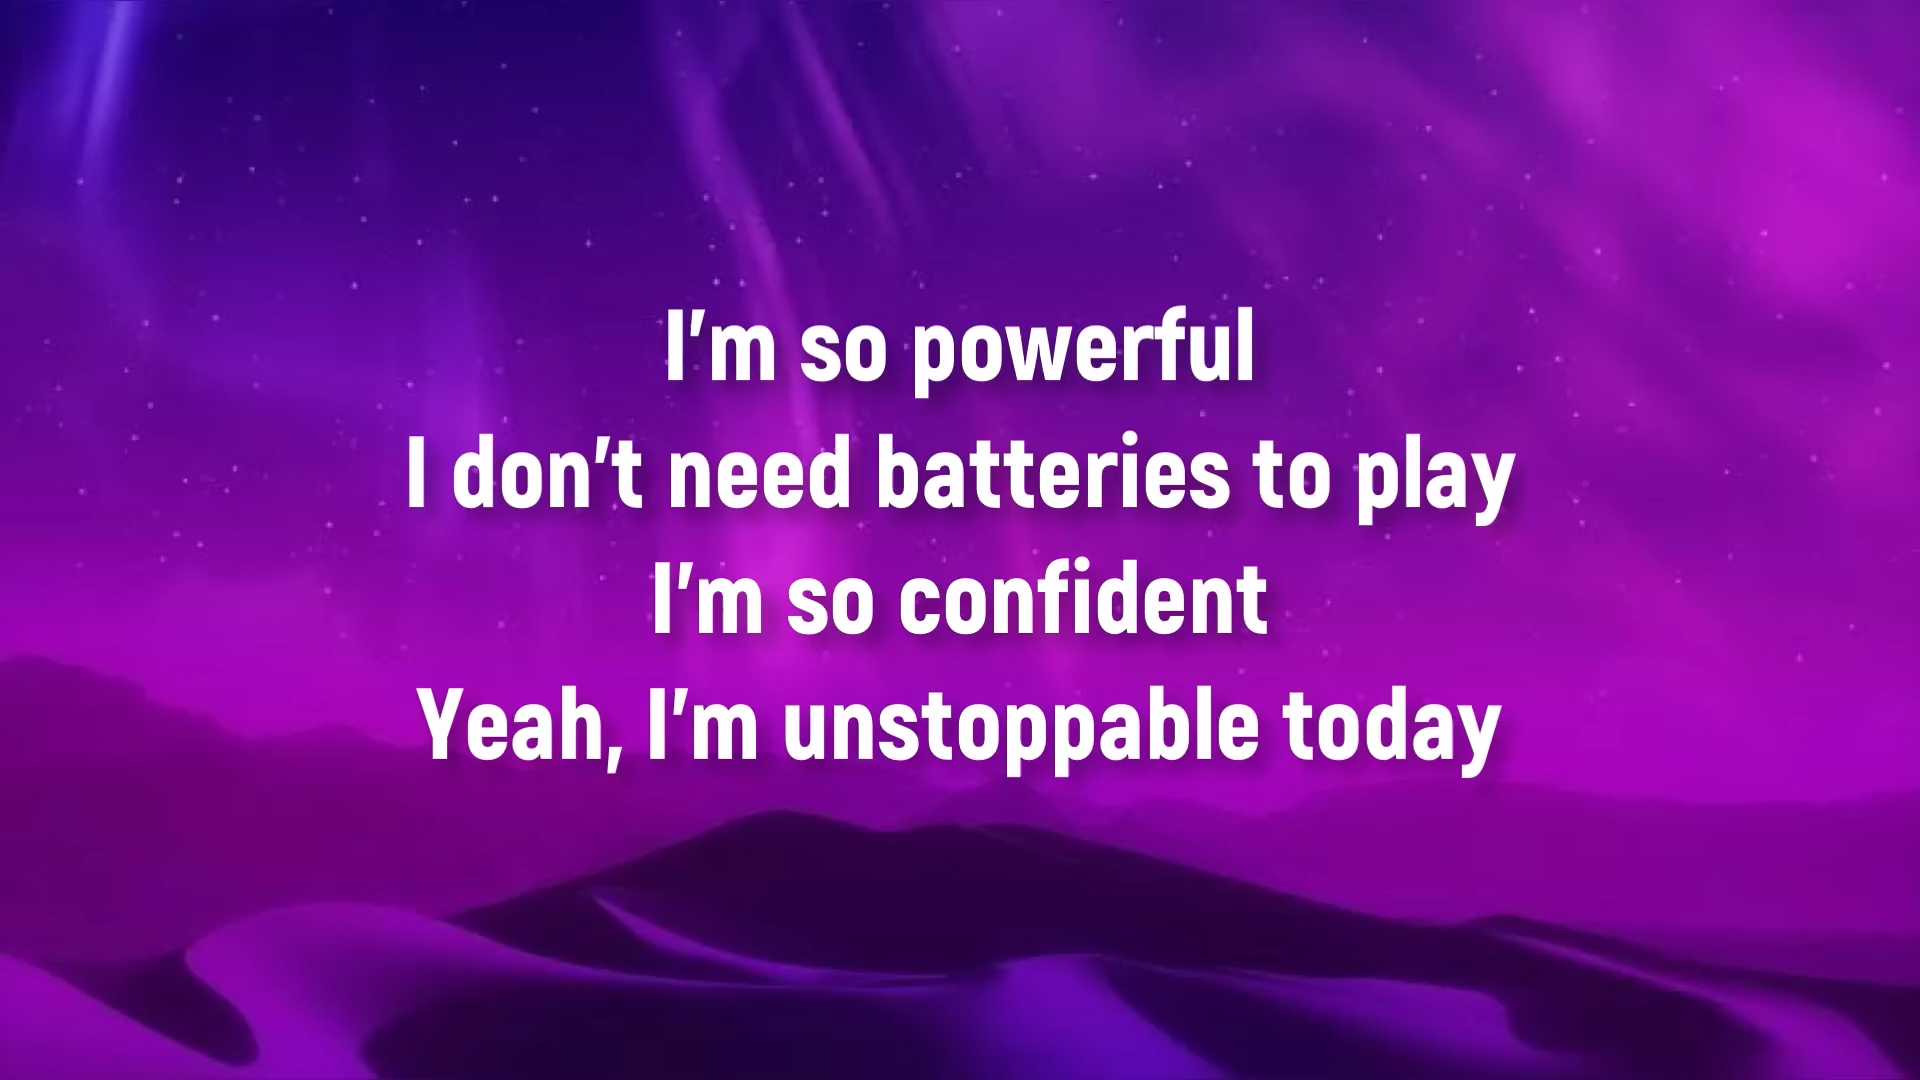 I'm so powerful
I don't need batteries to play
I'm so confident
Yeah, I'm unstoppable today